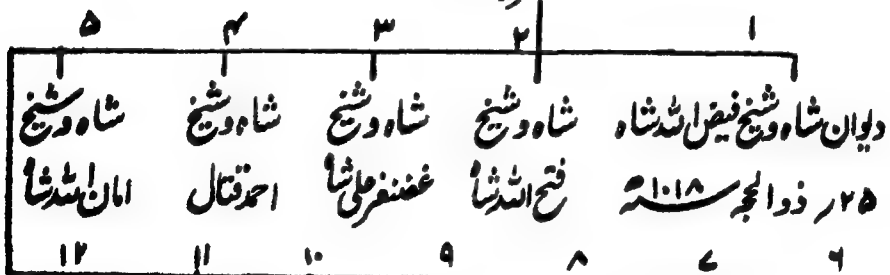 ۱ ۲ ۳ ۴ ۵
دیوان شاہ وشیخ فیض اللہ شاہ شاہ وشیخ شاہ وشیخ شاہ وشیخ شاہ وشیخ
۲۵؍ ذوالحجہ ۱۰۱۸ھ فتح اللہ شاہ غضنفر علی شاہ احمد قتال امان اللہ شاہ
۶ ۷ ۸ ۹ ۱۰ ۱۱ ۱۲